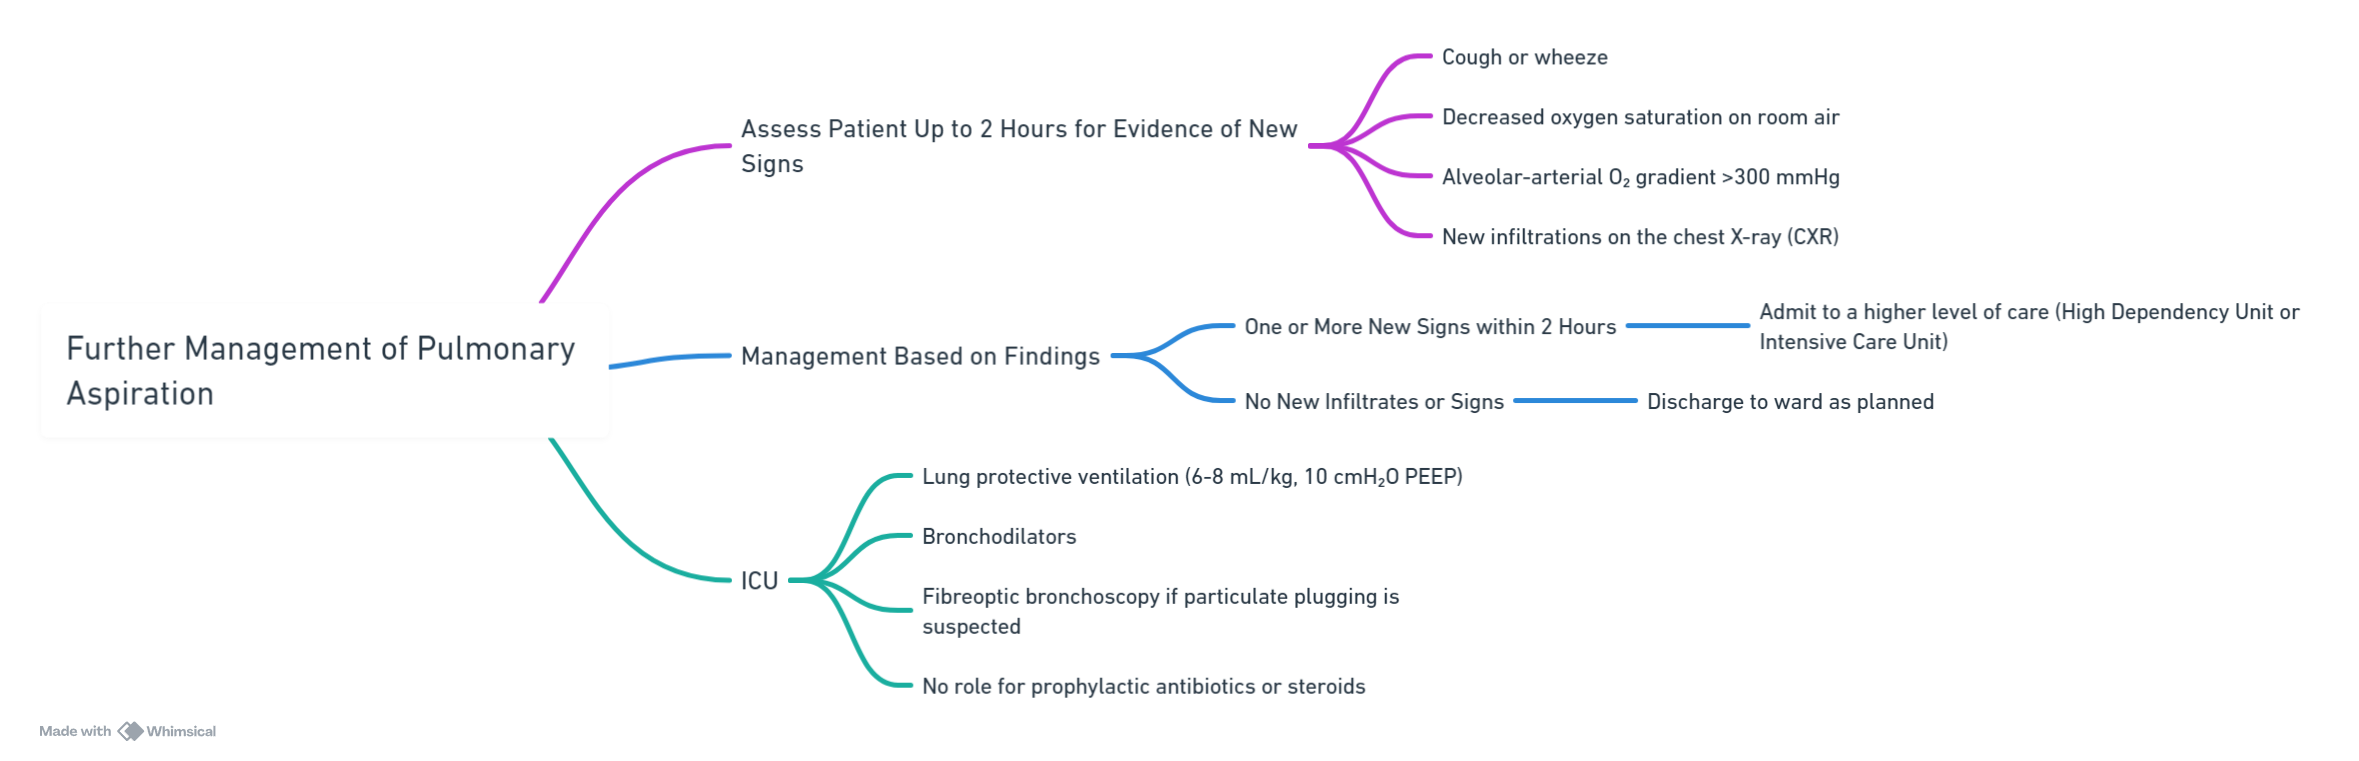 Further Management of Pulmonary
Aspiration
Assess Patient Up to 2 Hours for Evidence of New
Signs
Cough or wheeze
Decreased oxygen saturation on room air
Alveolar-arterial O₂ gradient >300 mmHg
New infiltrations on the chest X-ray (CXR)
Management Based on Findings
One or More New Signs within 2 Hours
Admit to a higher level of care (High Dependency Unit or
Intensive Care Unit)
No New Infiltrates or Signs
Discharge to ward as planned
ICU
Lung protective ventilation (6-8 mL/kg, 10 cmH₂O PEEP)
Bronchodilators
Fibreoptic bronchoscopy if particulate plugging is
suspected
No role for prophylactic antibiotics or steroids
Made with Whimsical